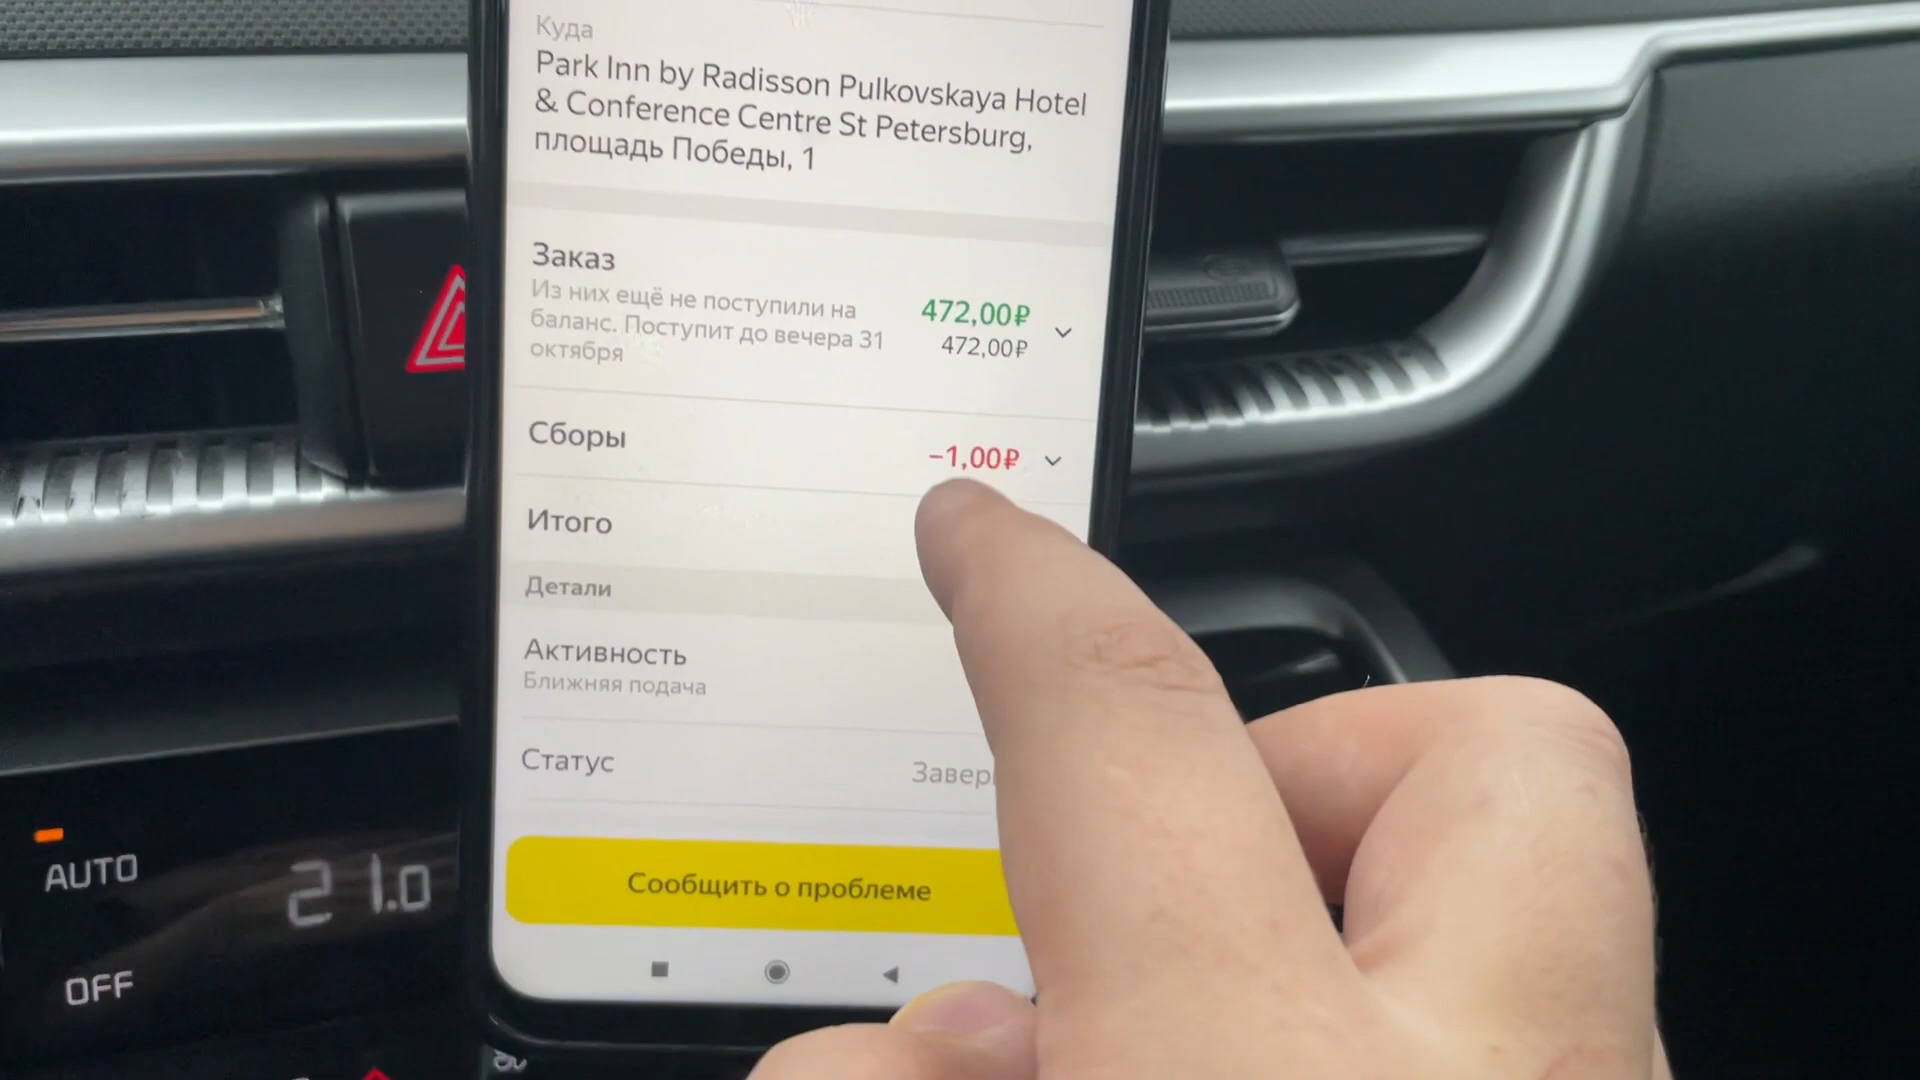 Куда
Park Inn by Radisson Pulkovskaya Hotel
& Conference Centre St Petersburg,
площадь Победы, 1
Заказ
Из них ещё не поступили на
баланс. Поступит до вечера 31
октября
472,00₽
472,00₽
Сборы
−1,00₽
Итого
Детали
Активность
Ближняя подача
Статус
Завер
Сообщить о проблеме
AUTO
21.0
OFF